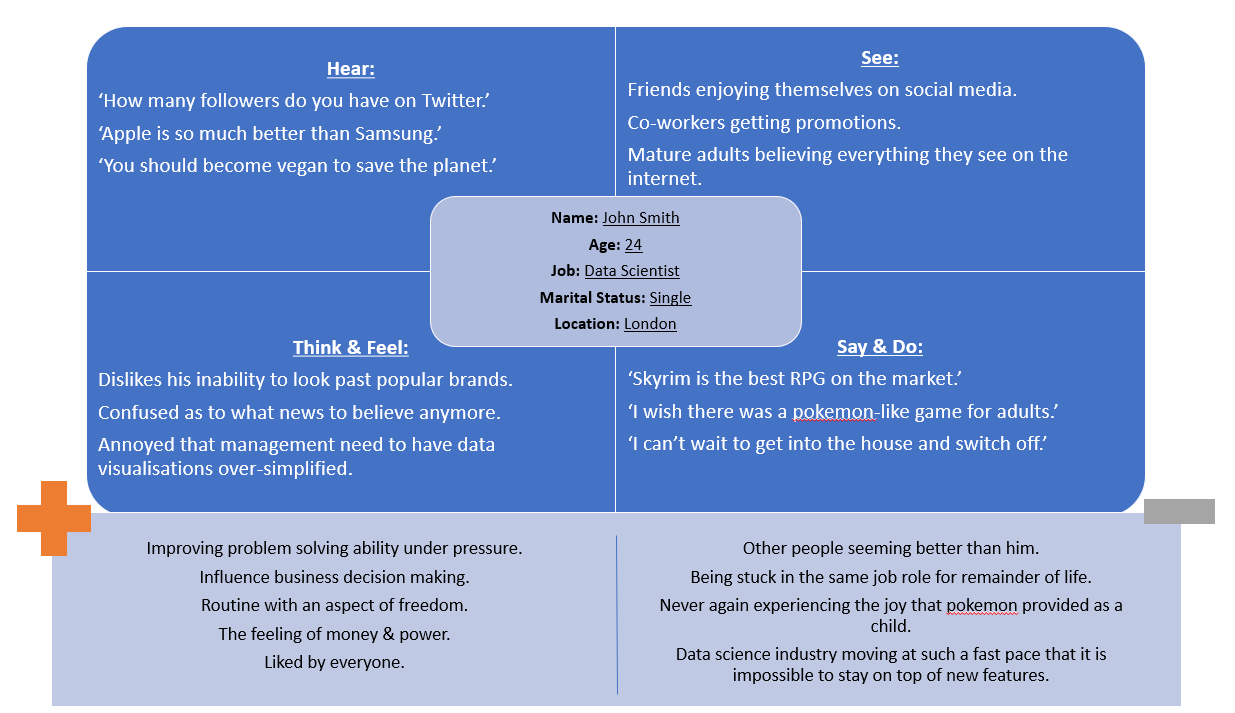 Hear:
‘How many followers do you have on Twitter.’
‘Apple is so much better than Samsung.’
‘You should become vegan to save the planet.’
See:
Friends enjoying themselves on social media.
Co-workers getting promotions.
Mature adults believing everything they see on the
internet.
Name: John Smith
Age: 24
Job: Data Scientist
Marital Status: Single
Location: London
Think & Feel:
Dislikes his inability to look past popular brands.
Confused as to what news to believe anymore.
Annoyed that management need to have data
visualisations over-simplified.
Say & Do:
‘Skyrim is the best RPG on the market.’
‘I wish there was a pokemon-like game for adults.’
‘I can’t wait to get into the house and switch off.’
Improving problem solving ability under pressure.
Influence business decision making.
Routine with an aspect of freedom.
The feeling of money & power.
Liked by everyone.
Other people seeming better than him.
Being stuck in the same job role for remainder of life.
Never again experiencing the joy that pokemon provided as a
child.
Data science industry moving at such a fast pace that it is
impossible to stay on top of new features.